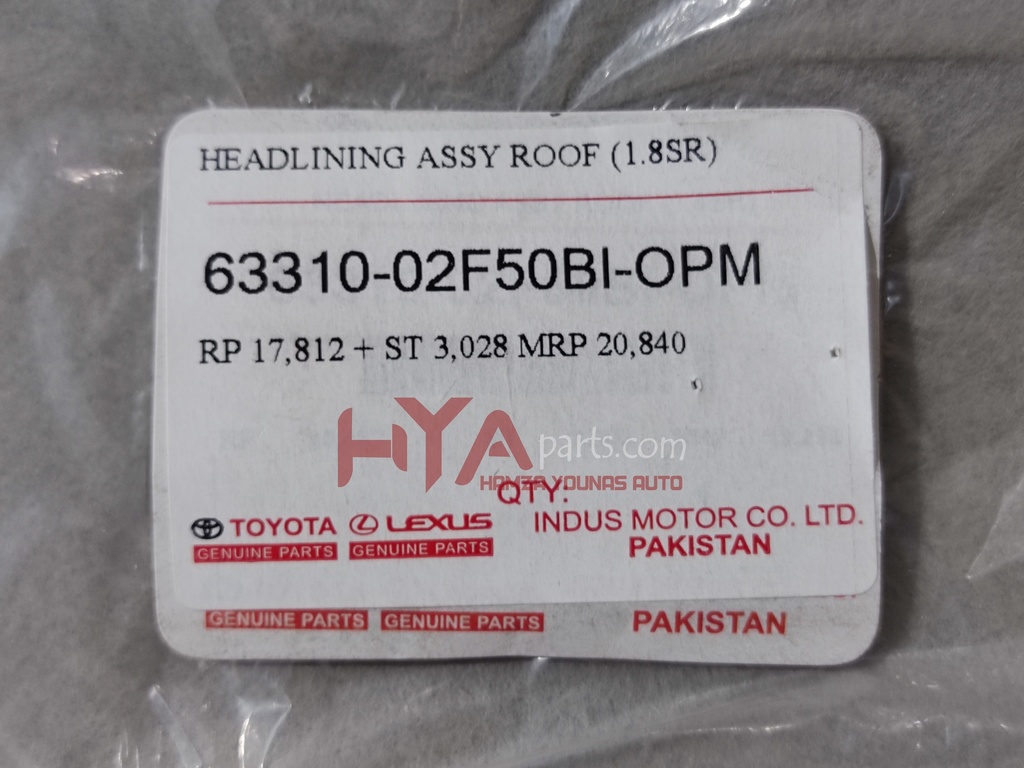 HEADLINING ASSY ROOF (1.8SR)
63310-02F50BI-OPM
RP 17,812 + ST 3,028 MRP 20,840
HYAparts.com
HAMZA YOUNAS AUTO
QTY:
TOYOTA LEXUS INDUS MOTOR CO. LTD.
GENUINE PARTS GENUINE PARTS PAKISTAN
GENUINE PARTS GENUINE PARTS PAKISTAN